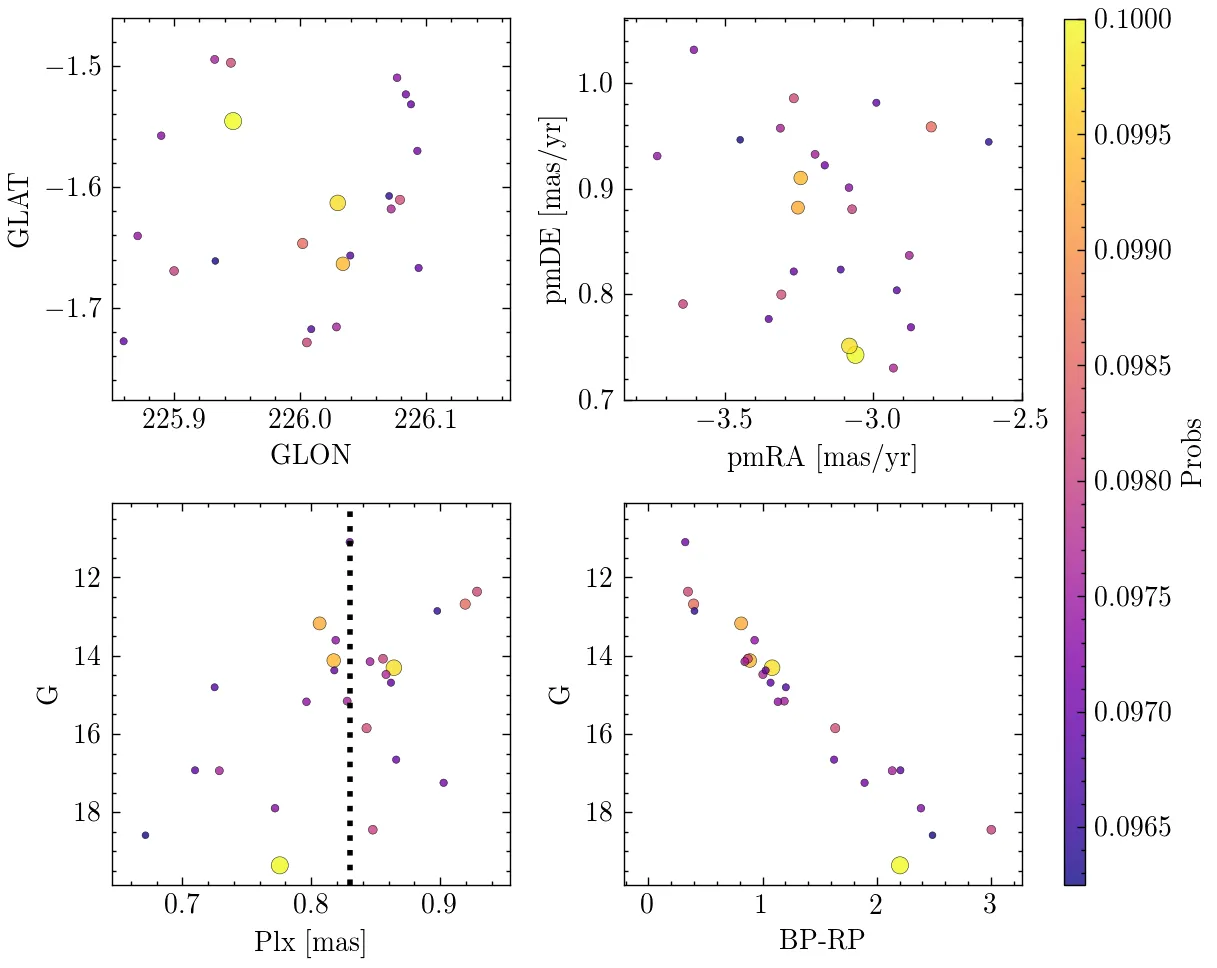 −1.5
−1.6
−1.7
GLAT
225.9 226.0 226.1
GLON
1.0
0.9
0.8
0.7
pmDE [mas/yr]
−3.5 −3.0 −2.5
pmRA [mas/yr]
12
14
16
18
G
0.7 0.8 0.9
Plx [mas]
12
14
16
18
G
0 1 2 3
BP-RP
0.1000
0.0995
0.0990
0.0985
0.0980
0.0975
0.0970
0.0965
Probs